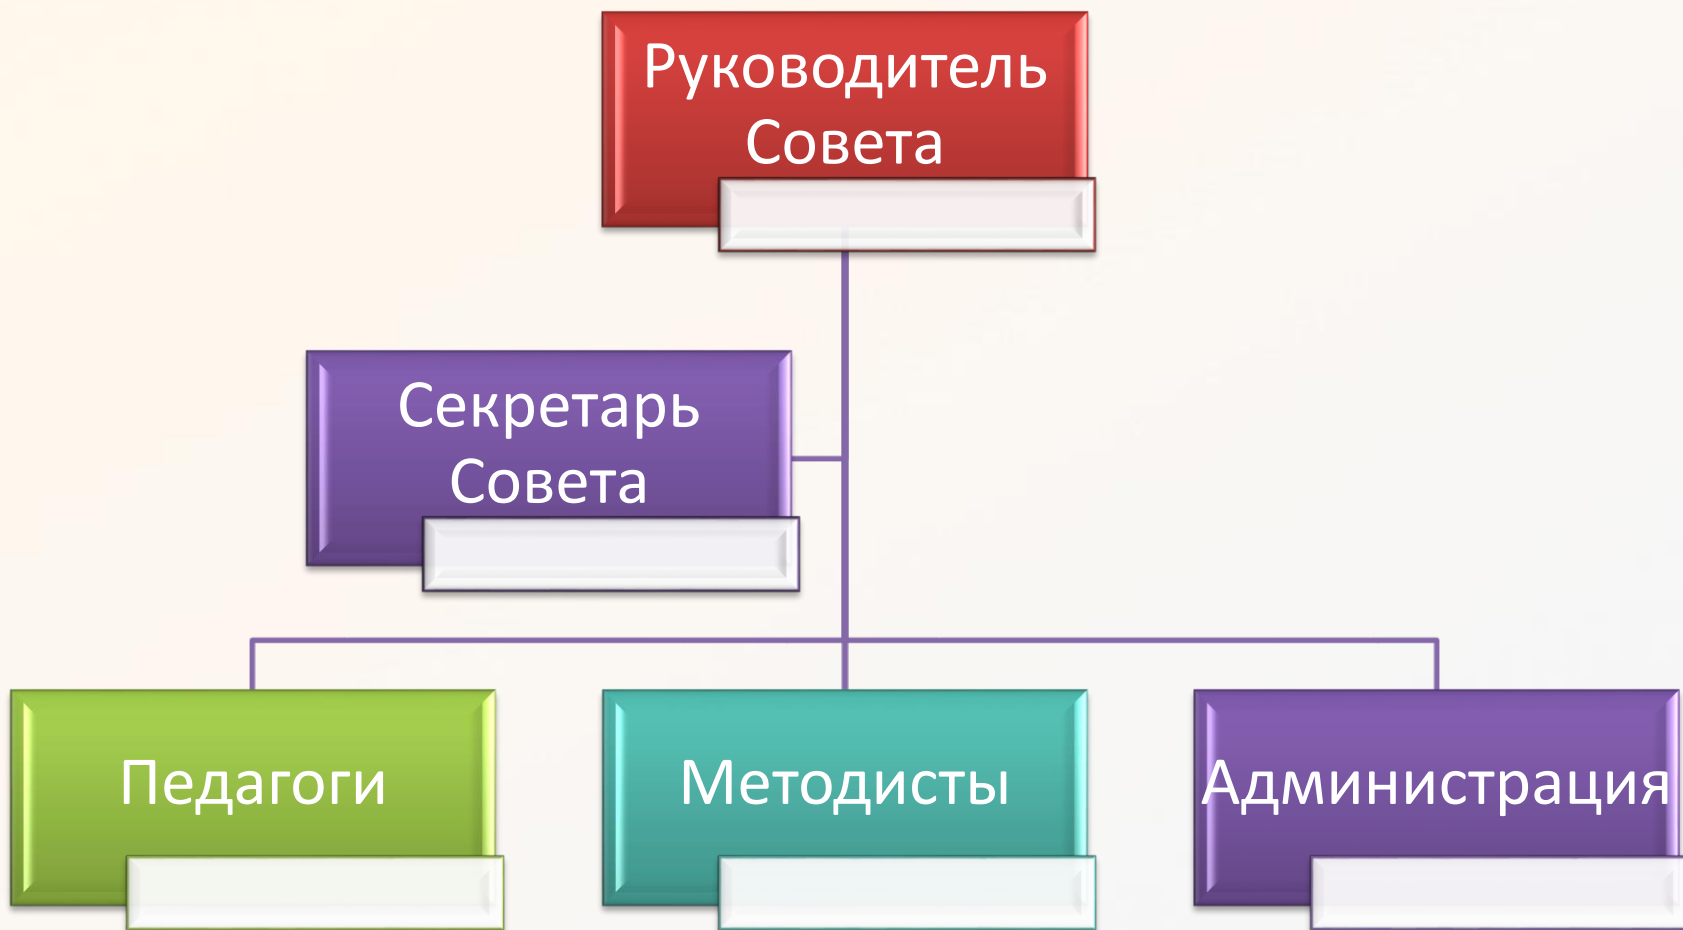 Руководитель
Совета
Секретарь
Совета
Педагоги
Методисты
Администрация